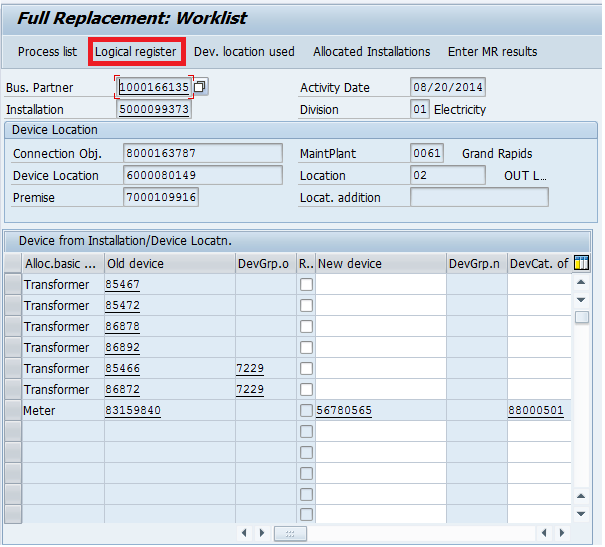 Full Replacement: Worklist
Process list Logical register Dev. location used Allocated Installations Enter MR results
Bus. Partner 1000166135 Activity Date 08/20/2014
Installation 5000099373 Division 01 Electricity
Device Location
Connection Obj. 8000163787 MaintPlant 0061 Grand Rapids
Device Location 6000080149 Location 02 OUT L...
Premise 7000109916 Locat. addition
Device from Installation/Device Locatn.
Alloc.basic ... Old device DevGrp.o R.. New device DevGrp.n DevCat. of
Transformer 85467
Transformer 85472
Transformer 86878
Transformer 86892
Transformer 85466 7229
Transformer 86872 7229
Meter 83159840 56780565 88000501